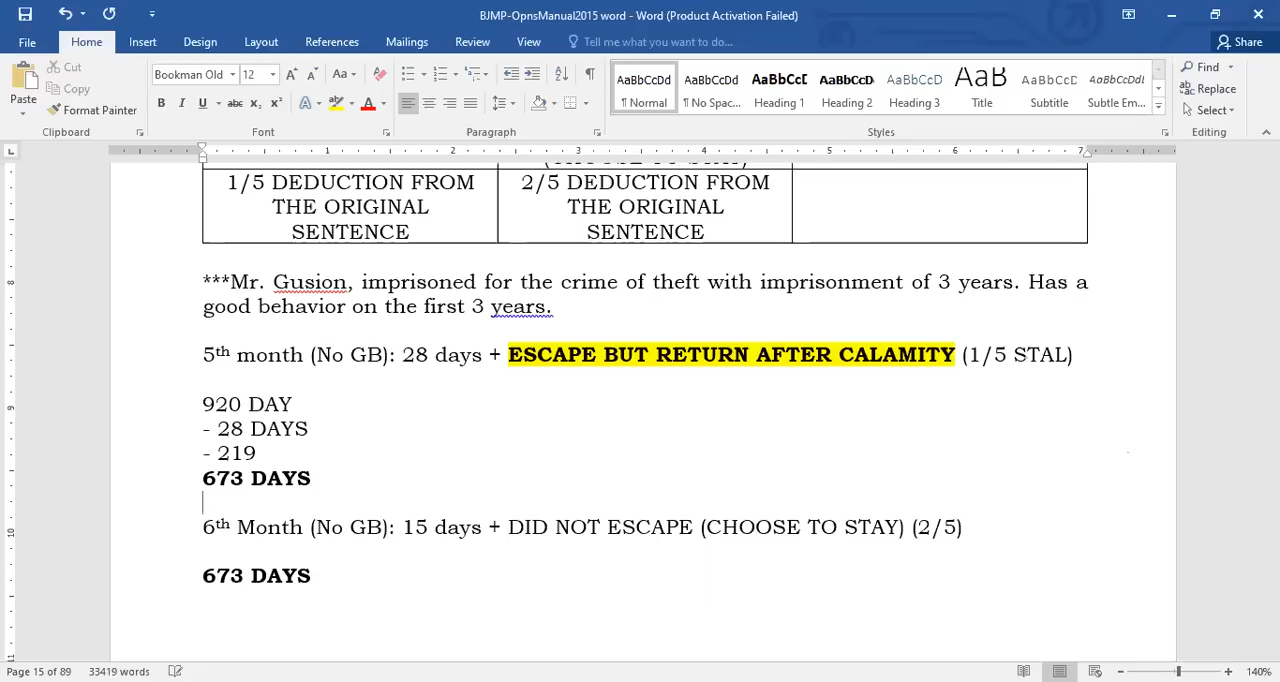 BJMP-OpnsManual2015 word - Word (Product Activation Failed)
File Home Insert Design Layout References Mailings Review View Tell me what you want to do... Share
Paste Cut Copy Format Painter
Bookman Old 12 Aa
AaBbCcDd AaBbCcDd AaBbCcI AaBbCcD AaBbCcD AaB AaBbCcD AaBbCcDd
¶ Normal ¶ No Spac... Heading 1 Heading 2 Heading 3 Title Subtitle Subtle Em...
Find Replace Select
Clipboard Font Paragraph Styles Editing
1/5 DEDUCTION FROM THE ORIGINAL SENTENCE
2/5 DEDUCTION FROM THE ORIGINAL SENTENCE
***Mr. Gusion, imprisoned for the crime of theft with imprisonment of 3 years. Has a
good behavior on the first 3 years.
5th month (No GB): 28 days + ESCAPE BUT RETURN AFTER CALAMITY (1/5 STAL)
920 DAY
- 28 DAYS
- 219
673 DAYS
6th Month (No GB): 15 days + DID NOT ESCAPE (CHOOSE TO STAY) (2/5)
673 DAYS
Page 15 of 89 33419 words 140%